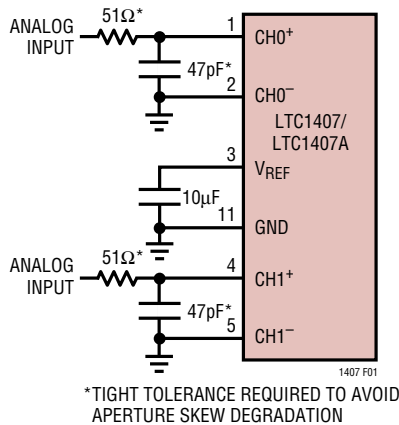 51Ω*
ANALOG
INPUT
1
CH0+
47pF*
2
CH0−
LTC1407/
LTC1407A
3
VREF
10µF
11
GND
51Ω*
ANALOG
INPUT
4
CH1+
47pF*
5
CH1−
1407 F01
*TIGHT TOLERANCE REQUIRED TO AVOID
APERTURE SKEW DEGRADATION